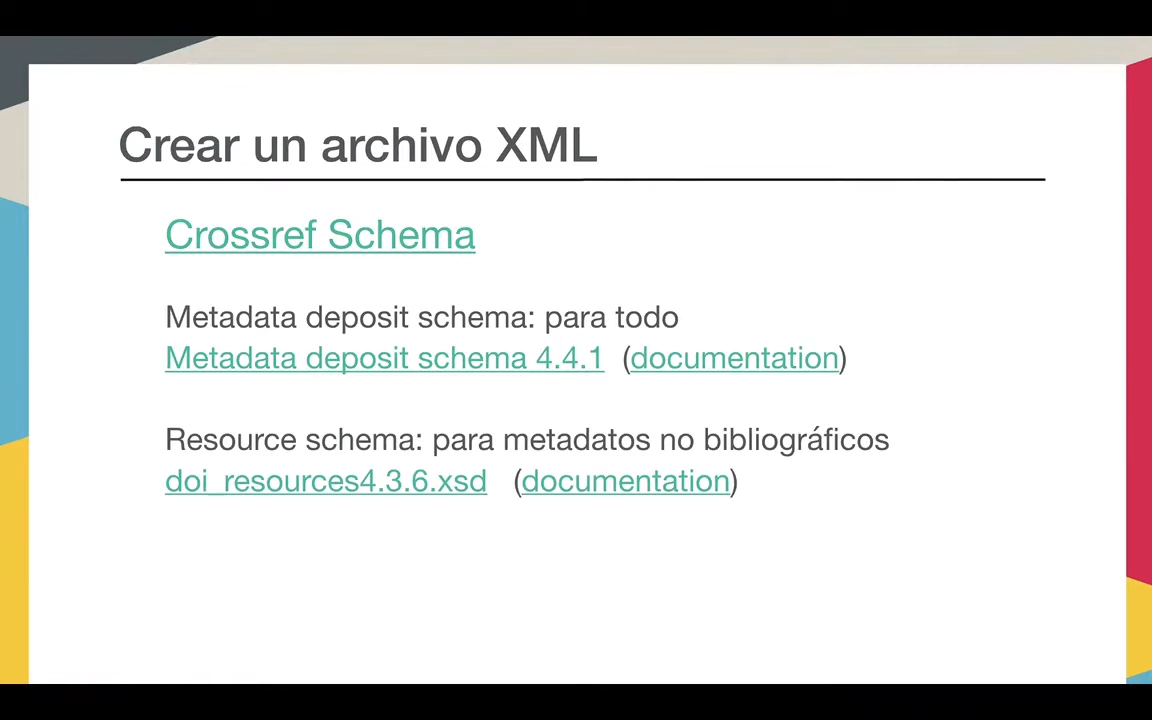 Crear un archivo XML
Crossref Schema
Metadata deposit schema: para todo
Metadata deposit schema 4.4.1 (documentation)
Resource schema: para metadatos no bibliográficos
doi_resources4.3.6.xsd (documentation)